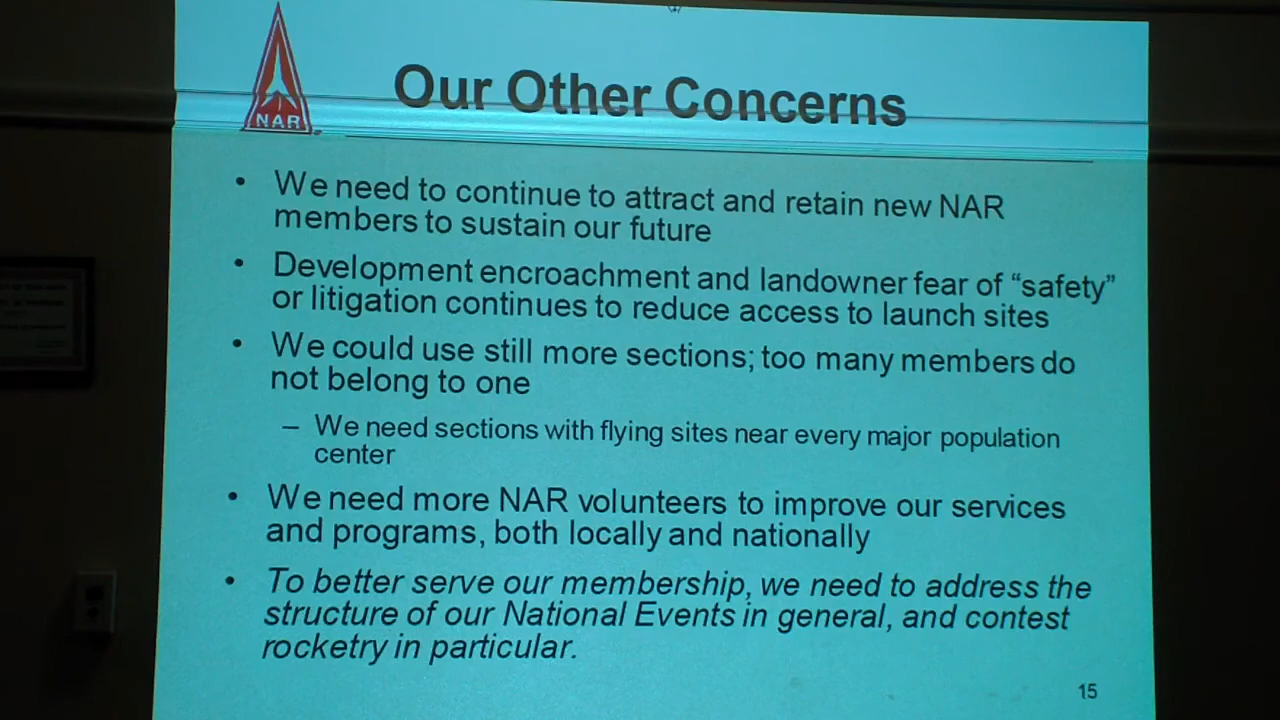 NAR
Our Other Concerns
• We need to continue to attract and retain new NAR
members to sustain our future
• Development encroachment and landowner fear of “safety”
or litigation continues to reduce access to launch sites
• We could use still more sections; too many members do
not belong to one
– We need sections with flying sites near every major population
center
• We need more NAR volunteers to improve our services
and programs, both locally and nationally
• To better serve our membership, we need to address the
structure of our National Events in general, and contest
rocketry in particular.
15